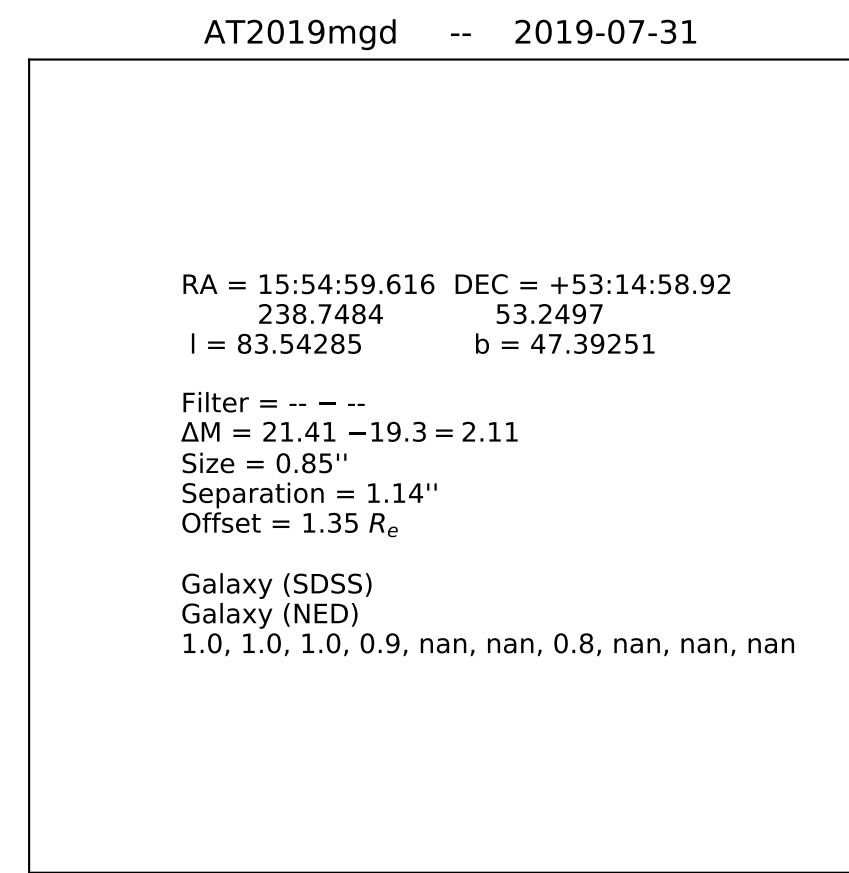 AT2019mgd -- 2019-07-31
RA = 15:54:59.616 DEC = +53:14:58.92
238.7484 53.2497
l = 83.54285 b = 47.39251
Filter = -- − --
ΔM = 21.41 −19.3 = 2.11
Size = 0.85''
Separation = 1.14''
Offset = 1.35 Re
Galaxy (SDSS)
Galaxy (NED)
1.0, 1.0, 1.0, 0.9, nan, nan, 0.8, nan, nan, nan